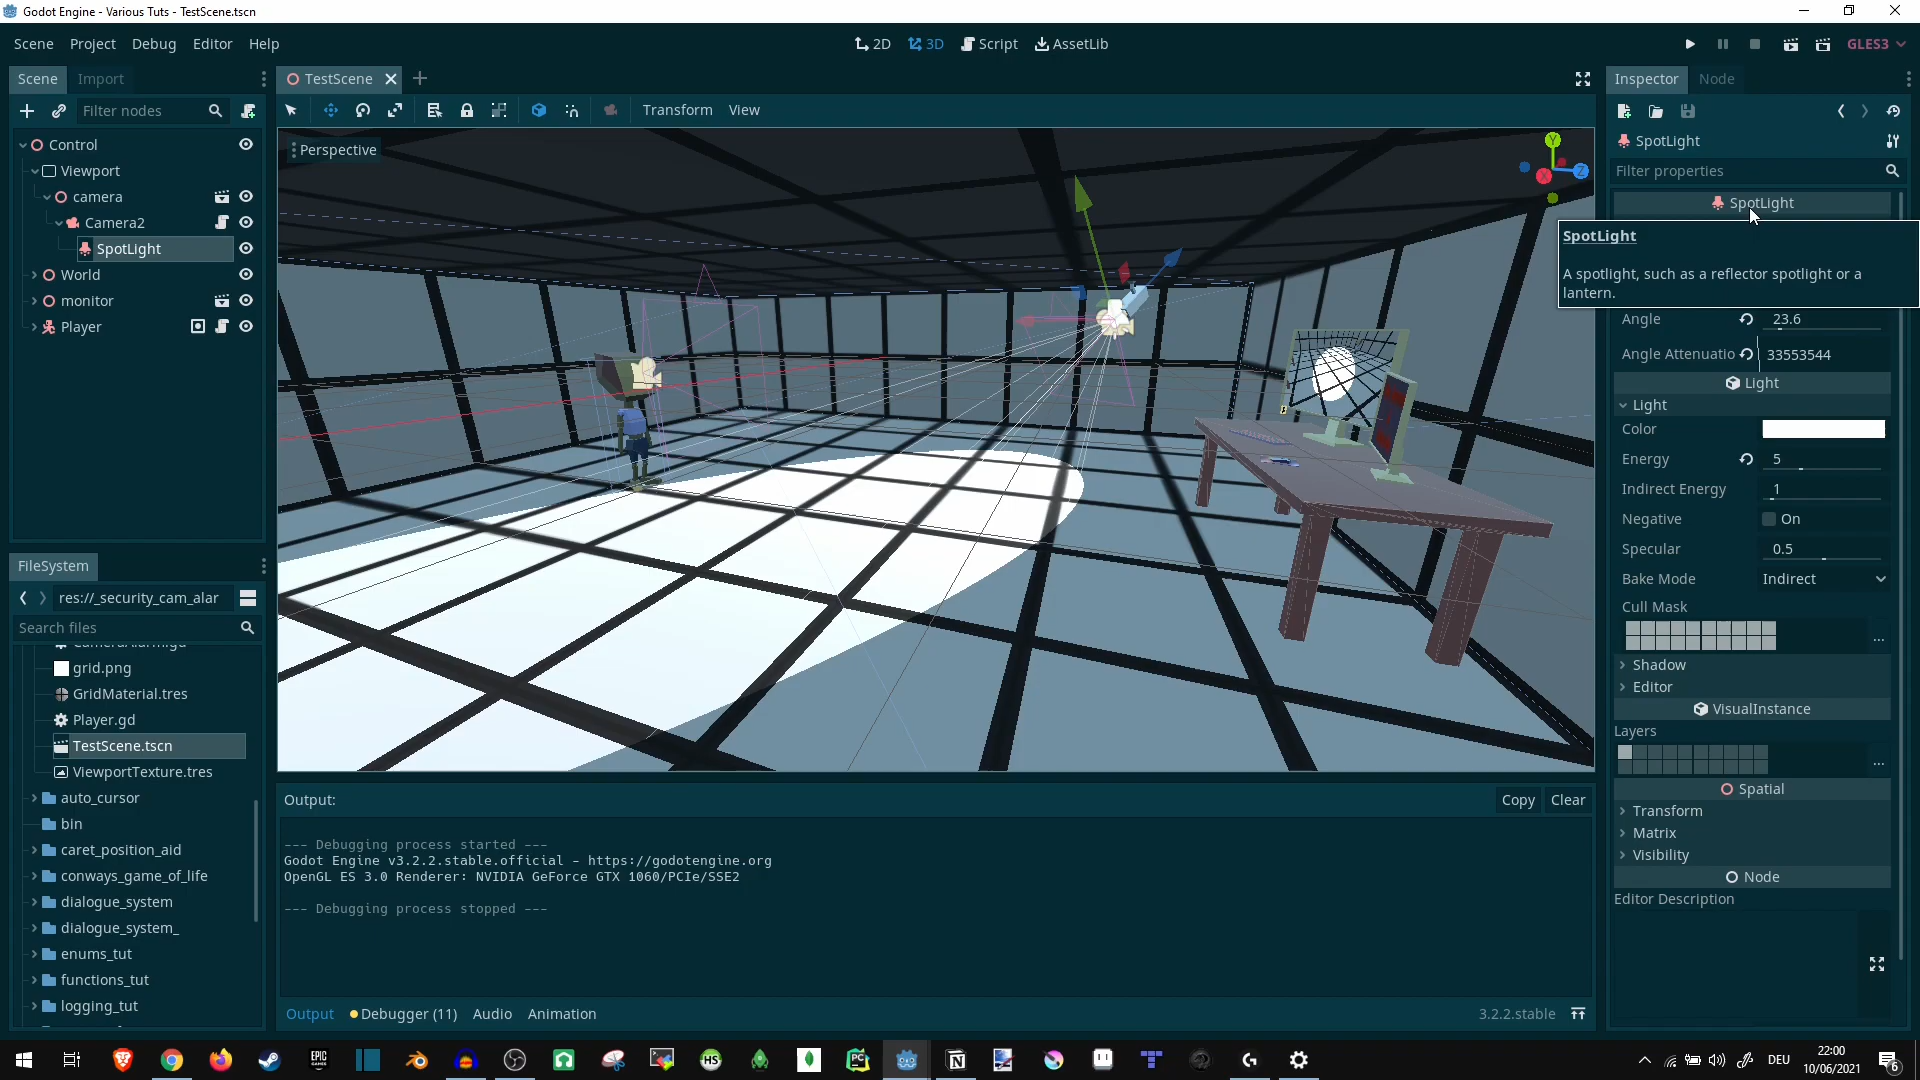 Godot Engine - Various Tuts - TestScene.tscn
Scene Project Debug Editor Help
2D 3D Script AssetLib
GLES3
Scene Import
Filter nodes
Control
Viewport
camera
Camera2
SpotLight
World
monitor
Player
FileSystem
res://_security_cam_alar
Search files
grid.png
GridMaterial.tres
Player.gd
TestScene.tscn
ViewportTexture.tres
auto_cursor
bin
caret_position_aid
conways_game_of_life
dialogue_system
dialogue_system_
enums_tut
functions_tut
logging_tut
TestScene
Transform View
Perspective
Y
X
Z
Output:
Copy Clear
--- Debugging process started ---
Godot Engine v3.2.2.stable.official - https://godotengine.org
OpenGL ES 3.0 Renderer: NVIDIA GeForce GTX 1060/PCIe/SSE2
--- Debugging process stopped ---
Output Debugger (11) Audio Animation
3.2.2.stable
Inspector Node
SpotLight
Filter properties
SpotLight
SpotLight
A spotlight, such as a reflector spotlight or a
lantern.
Angle 23.6
Angle Attenuatio 33553544
Light
Light
Color
Energy 5
Indirect Energy 1
Negative On
Specular 0.5
Bake Mode Indirect
Cull Mask
...
Shadow
Editor
VisualInstance
Layers
...
Spatial
Transform
Matrix
Visibility
Node
Editor Description
EPIC
GAMES
HS
PC
N
G
DEU
22:00
10/06/2021
6